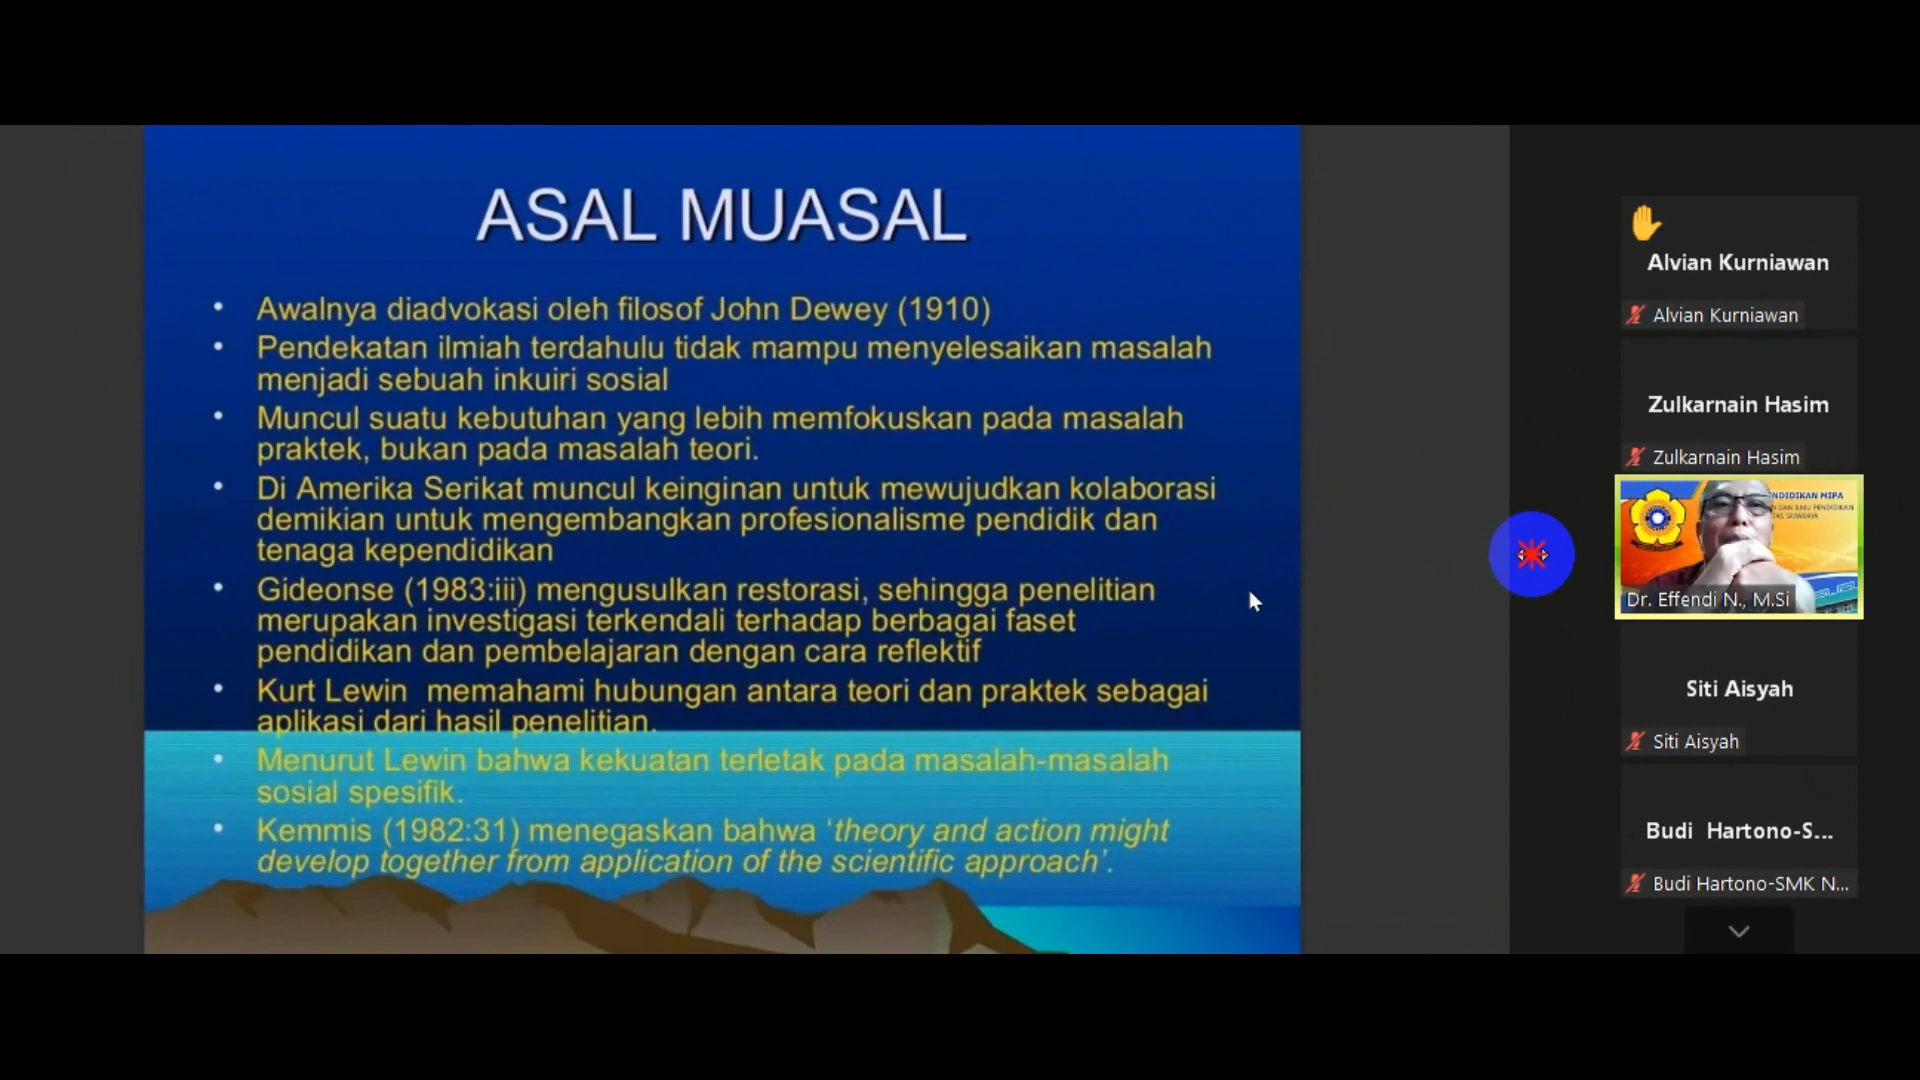 ASAL MUASAL
• Awalnya diadvokasi oleh filosof John Dewey (1910)
• Pendekatan ilmiah terdahulu tidak mampu menyelesaikan masalah
menjadi sebuah inkuiri sosial
• Muncul suatu kebutuhan yang lebih memfokuskan pada masalah
praktek, bukan pada masalah teori.
• Di Amerika Serikat muncul keinginan untuk mewujudkan kolaborasi
demikian untuk mengembangkan profesionalisme pendidik dan
tenaga kependidikan
• Gideonse (1983:iii) mengusulkan restorasi, sehingga penelitian
merupakan investigasi terkendali terhadap berbagai faset
pendidikan dan pembelajaran dengan cara reflektif
• Kurt Lewin memahami hubungan antara teori dan praktek sebagai
aplikasi dari hasil penelitian.
• Menurut Lewin bahwa kekuatan terletak pada masalah-masalah
sosial spesifik.
• Kemmis (1982:31) menegaskan bahwa ‘theory and action might
develop together from application of the scientific approach’.
Alvian Kurniawan
Alvian Kurniawan
Zulkarnain Hasim
Zulkarnain Hasim
NDIDIKAN MIPA
Dr. Effendi N., M.Si
Siti Aisyah
Siti Aisyah
Budi Hartono-S...
Budi Hartono-SMK N...